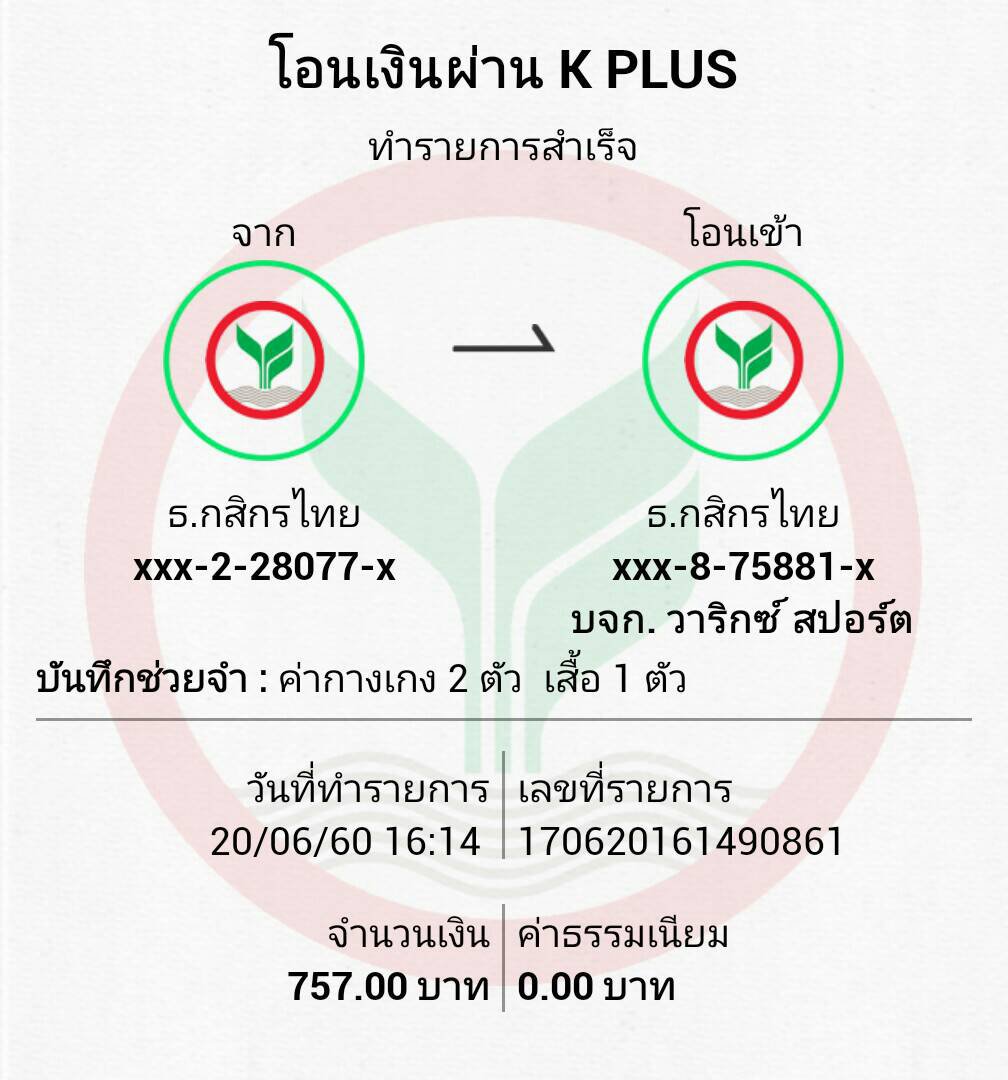 โอนเงินผ่าน K PLUS
ทำรายการสำเร็จ
จาก
โอนเข้า
ธ.กสิกรไทย
xxx-2-28077-x
ธ.กสิกรไทย
xxx-8-75881-x
บจก. วาริกซ์ สปอร์ต
บันทึกช่วยจำ : ค่ากางเกง 2 ตัว เสื้อ 1 ตัว
วันที่ทำรายการ
20/06/60 16:14
เลขที่รายการ
170620161490861
จำนวนเงิน
757.00 บาท
ค่าธรรมเนียม
0.00 บาท